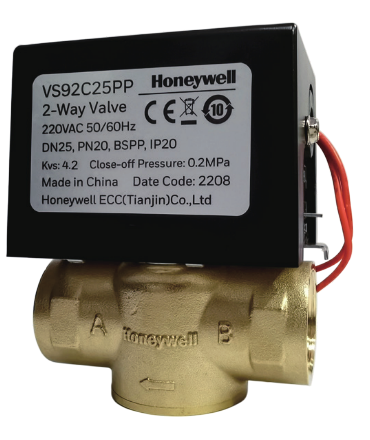 VS92C25PP Honeywell
2-Way Valve
220VAC 50/60Hz
10
DN25, PN20, BSPP, IP20
Kvs: 4.2 Close-off Pressure: 0.2MPa
Made in China Date Code: 2208
Honeywell ECC(Tianjin)Co.,Ltd
A Honeywell B